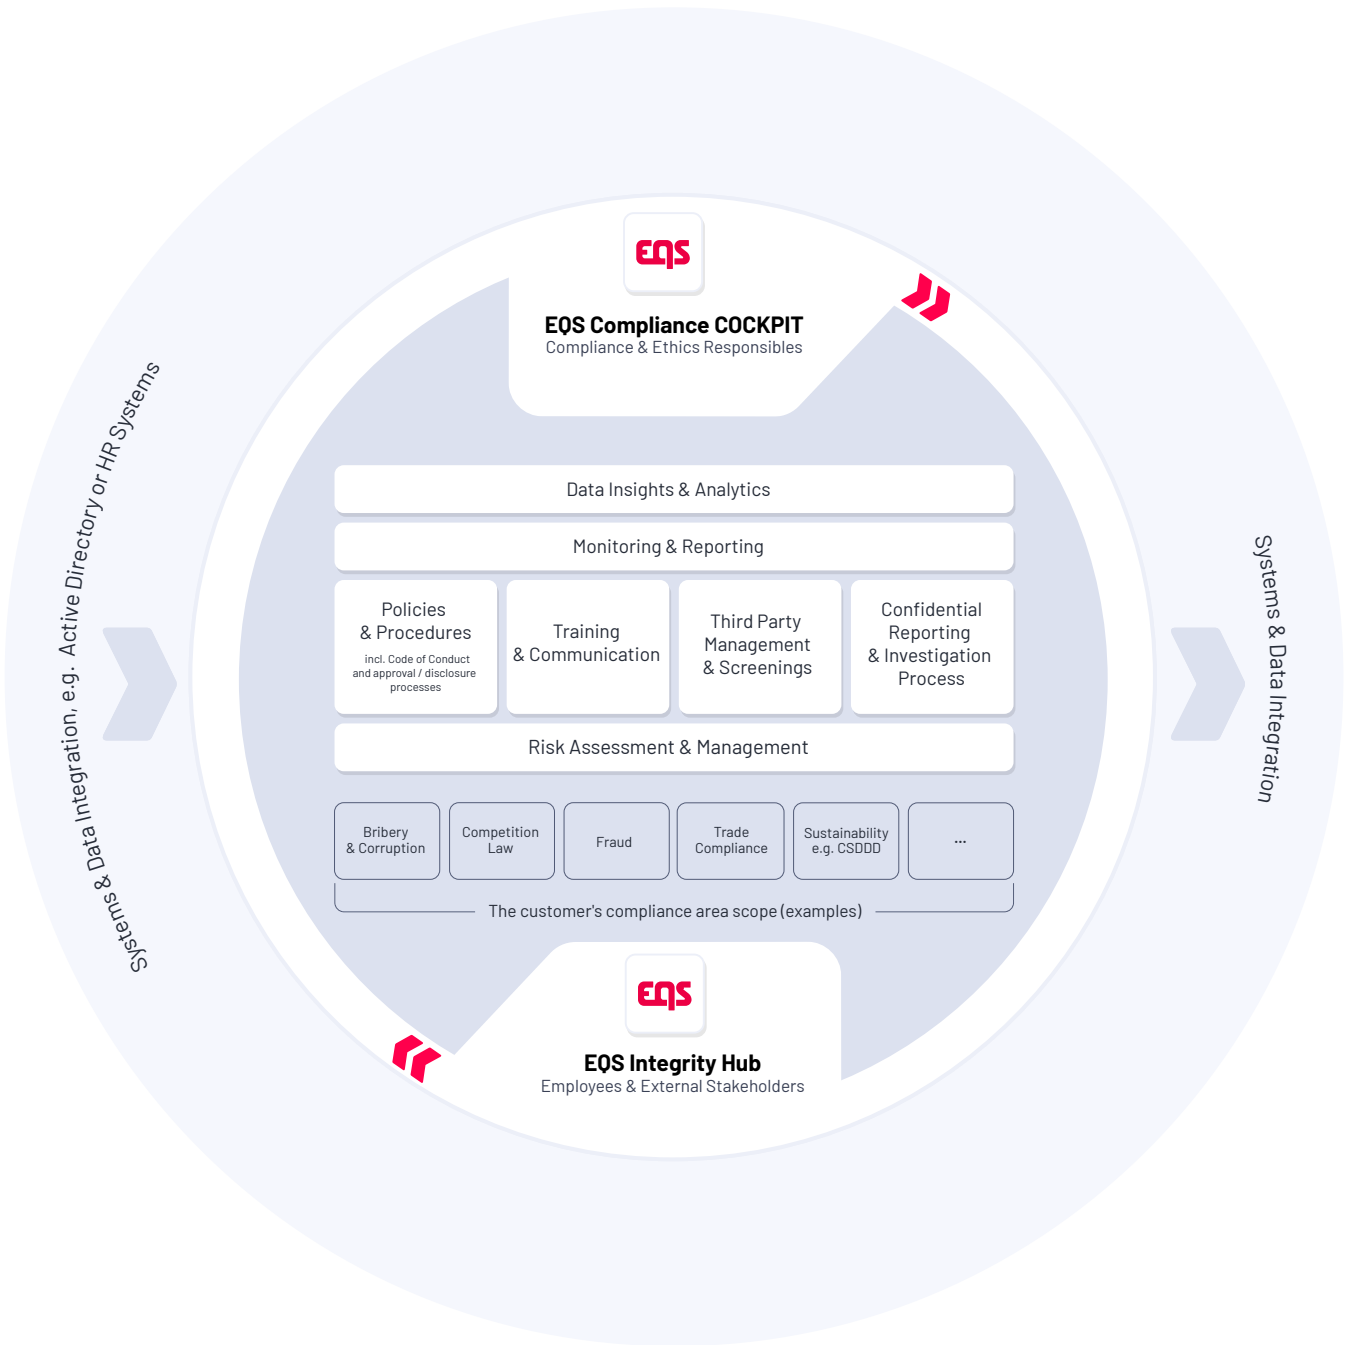 EQS
EQS Compliance COCKPIT
Compliance & Ethics Responsibles
Systems & Data Integration, e.g. Active Directory or HR Systems
Data Insights & Analytics
Monitoring & Reporting
Policies
& Procedures
incl. Code of Conduct
and approval / disclosure
processes
Training
& Communication
Third Party
Management
& Screenings
Confidential
Reporting
& Investigation
Process
Risk Assessment & Management
Bribery
& Corruption
Competition
Law
Fraud
Trade
Compliance
Sustainability
e.g. CSDDD
...
The customer's compliance area scope (examples)
Systems & Data Integration
EQS
EQS Integrity Hub
Employees & External Stakeholders